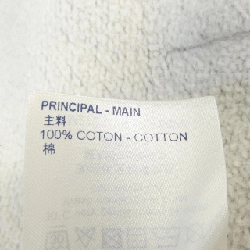 PRINCIPAL - MAIN
主料
100% COTON - COTTON
棉